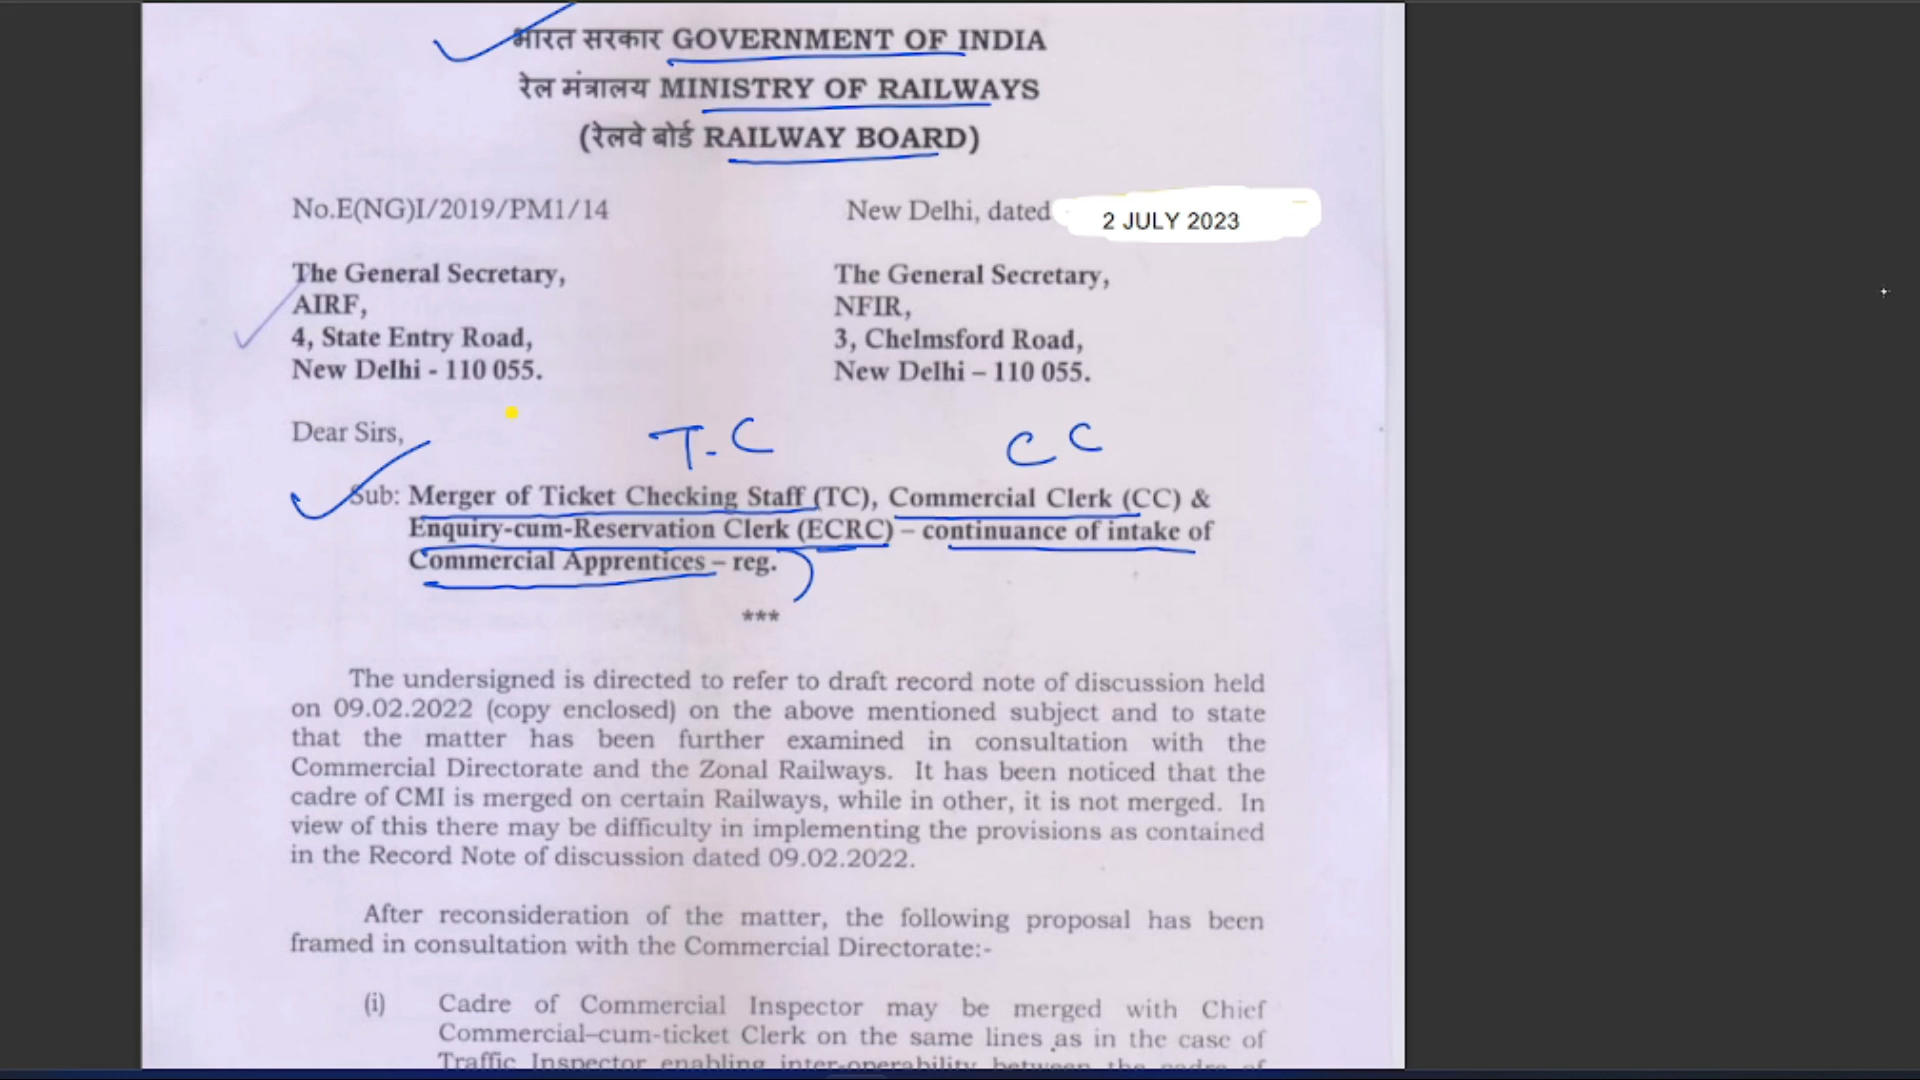 भारत सरकार GOVERNMENT OF INDIA
रेल मंत्रालय MINISTRY OF RAILWAYS
(रेलवे बोर्ड RAILWAY BOARD)
No.E(NG)I/2019/PM1/14 New Delhi, dated 2 JULY 2023
The General Secretary,
AIRF,
4, State Entry Road,
New Delhi - 110 055.
The General Secretary,
NFIR,
3, Chelmsford Road,
New Delhi – 110 055.
Dear Sirs,
T.C CC
Sub: Merger of Ticket Checking Staff (TC), Commercial Clerk (CC) &
Enquiry-cum-Reservation Clerk (ECRC) – continuance of intake of
Commercial Apprentices – reg.
***
The undersigned is directed to refer to draft record note of discussion held
on 09.02.2022 (copy enclosed) on the above mentioned subject and to state
that the matter has been further examined in consultation with the
Commercial Directorate and the Zonal Railways. It has been noticed that the
cadre of CMI is merged on certain Railways, while in other, it is not merged. In
view of this there may be difficulty in implementing the provisions as contained
in the Record Note of discussion dated 09.02.2022.
After reconsideration of the matter, the following proposal has been
framed in consultation with the Commercial Directorate:-
(i) Cadre of Commercial Inspector may be merged with Chief
Commercial–cum-ticket Clerk on the same lines as in the case of
Traffic Inspector enabling inter-operability between the cadre of